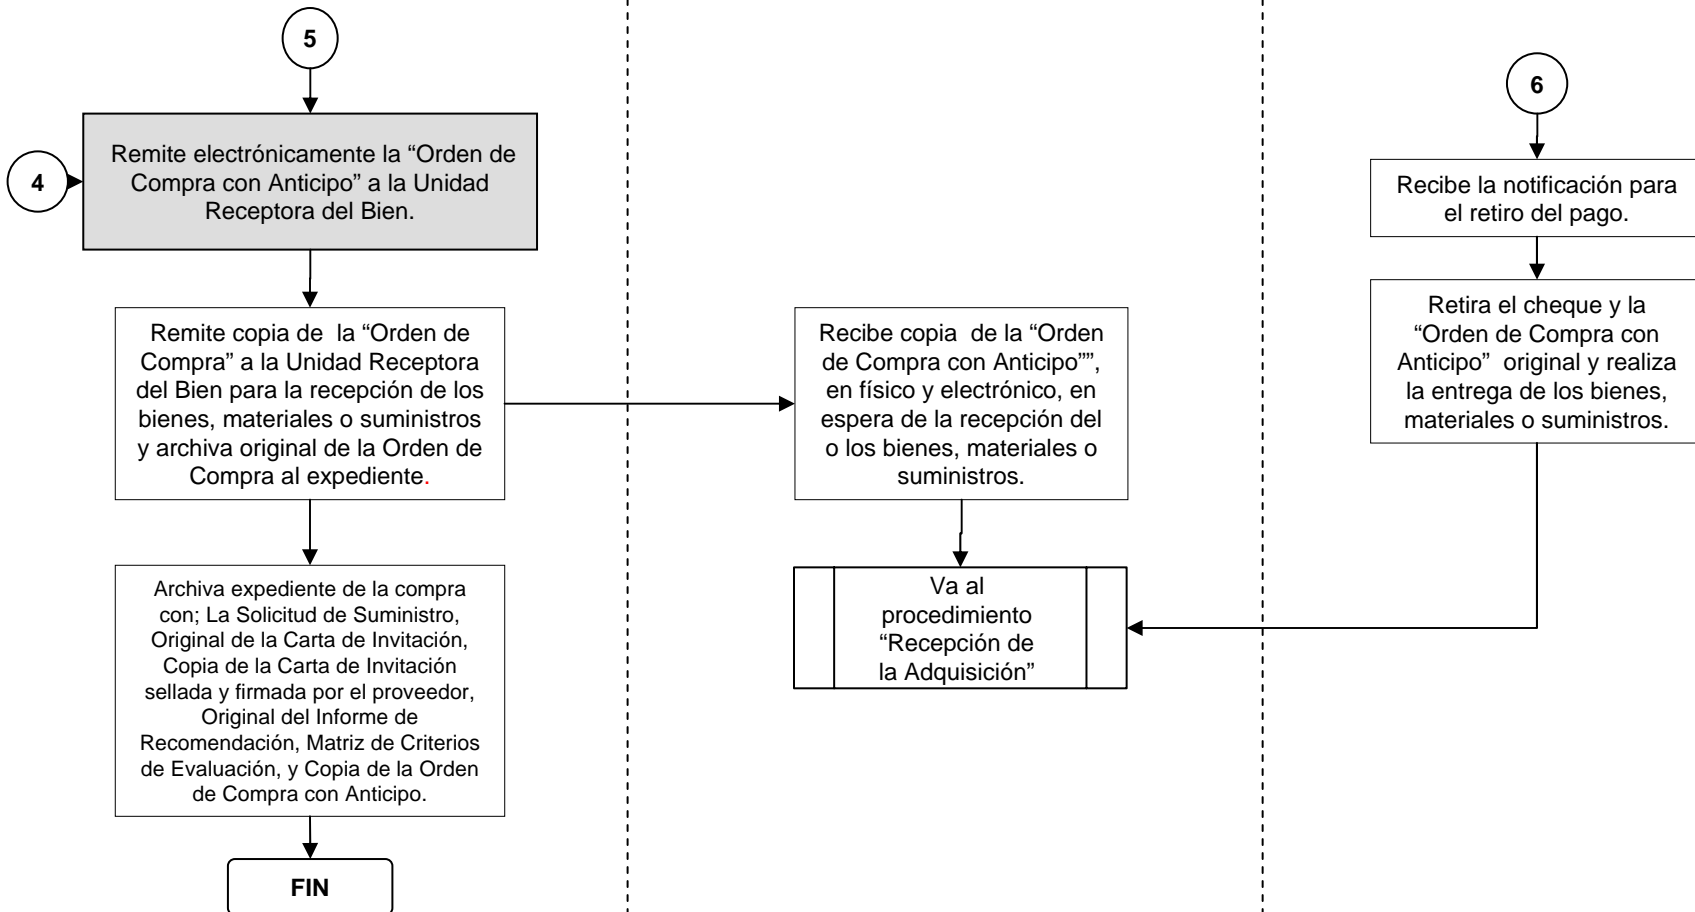 5
4
Remite electrónicamente la “Orden de
Compra con Anticipo” a la Unidad
Receptora del Bien.
Remite copia de  la “Orden de
Compra” a la Unidad Receptora
del Bien para la recepción de los
bienes, materiales o suministros
y archiva original de la Orden de
Compra al expediente.
Archiva expediente de la compra
con; La Solicitud de Suministro,
Original de la Carta de Invitación,
Copia de la Carta de Invitación
sellada y firmada por el proveedor,
Original del Informe de
Recomendación, Matriz de Criterios
de Evaluación, y Copia de la Orden
de Compra con Anticipo.
FIN
Recibe copia  de la “Orden
de Compra con Anticipo””,
en físico y electrónico, en
espera de la recepción del
o los bienes, materiales o
suministros.
Va al
procedimiento
“Recepción de
la Adquisición”
6
Recibe la notificación para
el retiro del pago.
Retira el cheque y la
“Orden de Compra con
Anticipo”  original y realiza
la entrega de los bienes,
materiales o suministros.